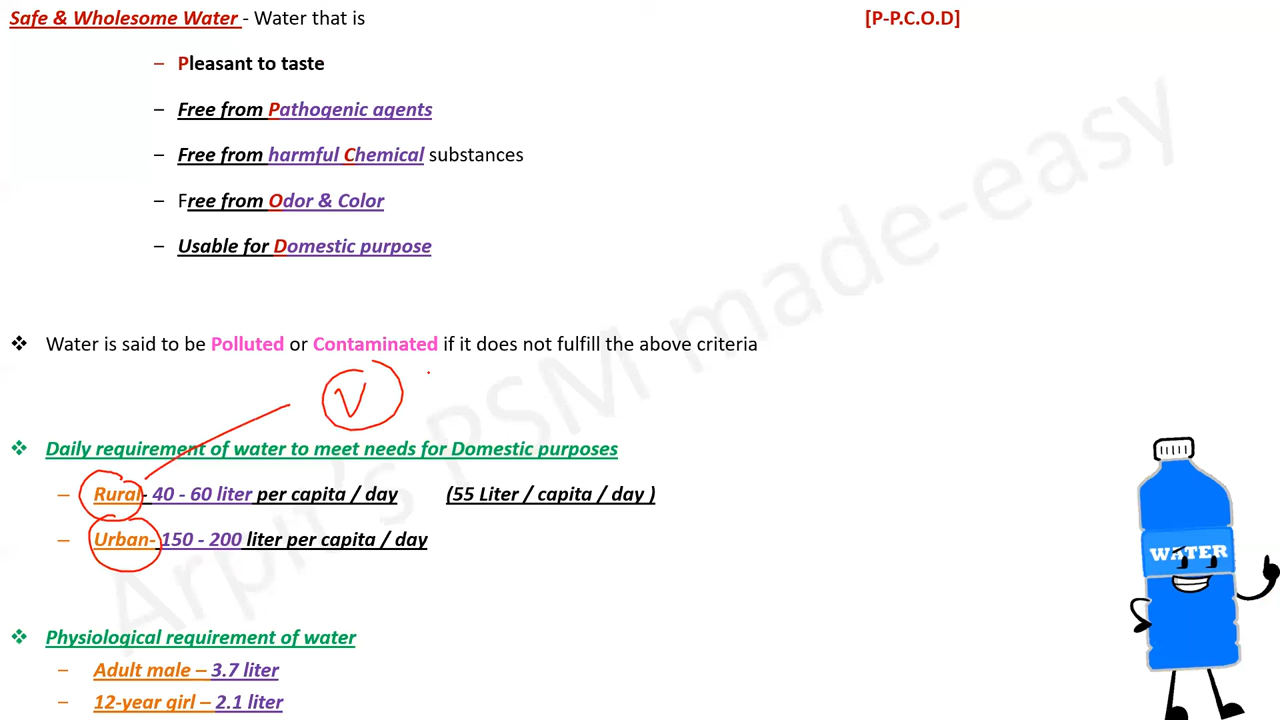 Safe & Wholesome Water - Water that is [P-P.C.O.D]
– Pleasant to taste
– Free from Pathogenic agents
– Free from harmful Chemical substances
– Free from Odor & Color
– Usable for Domestic purpose
❖ Water is said to be Polluted or Contaminated if it does not fulfill the above criteria
V
❖ Daily requirement of water to meet needs for Domestic purposes
– Rural- 40 - 60 liter per capita / day (55 Liter / capita / day )
– Urban- 150 - 200 liter per capita / day
WATER
❖ Physiological requirement of water
– Adult male – 3.7 liter
– 12-year girl – 2.1 liter
Arpit's PSM made-easy